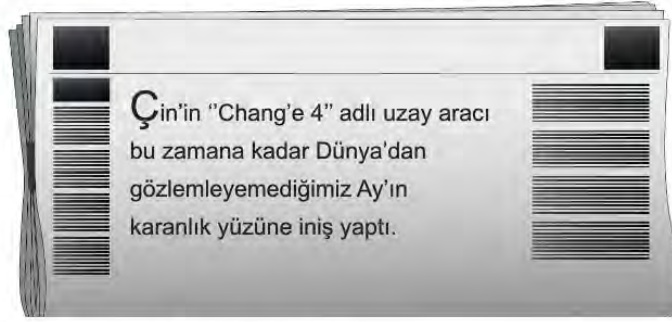 Çin'in ‘‘Chang'e 4’’ adlı uzay aracı
bu zamana kadar Dünya'dan
gözlemleyemediğimiz Ay'ın
karanlık yüzüne iniş yaptı.